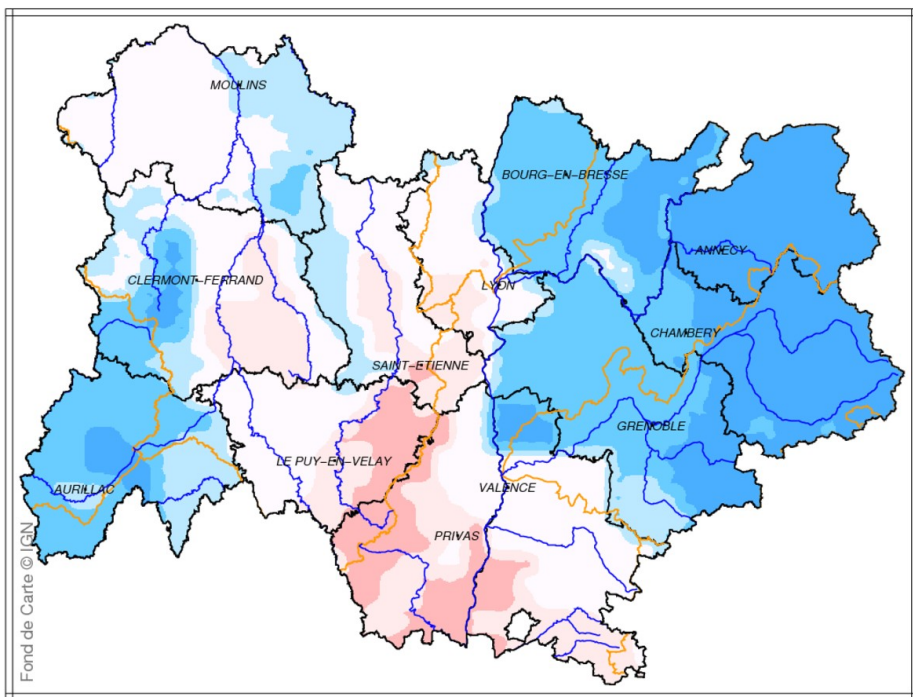 MOULINS
BOURG-EN-BRESSE
ANNECY
CLERMONT-FERRAND
LYON
CHAMBERY
SAINT-ETIENNE
GRENOBLE
LE PUY-EN-VELAY
AURILLAC
VALENCE
PRIVAS
Fond de Carte © IGN